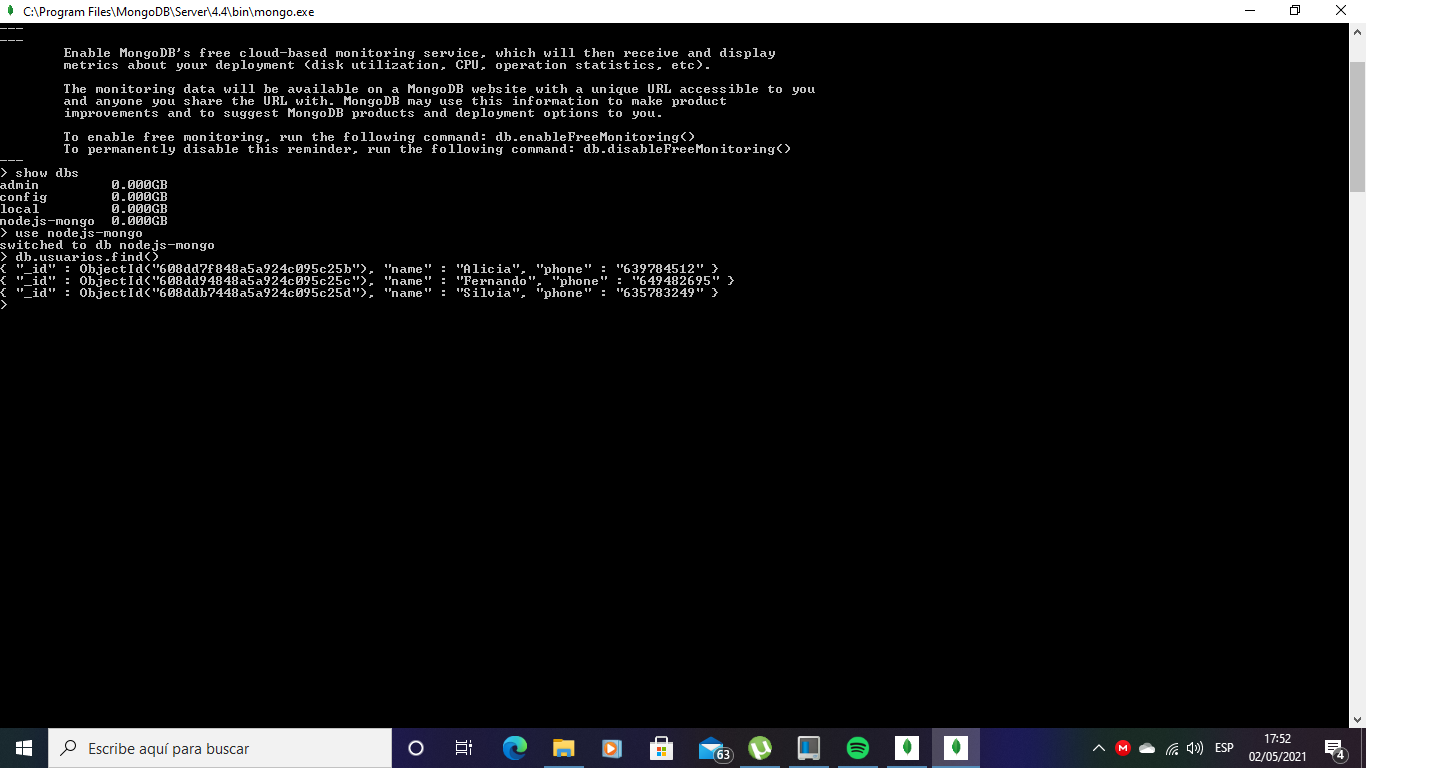 C:\Program Files\MongoDB\Server\4.4\bin\mongo.exe
---
---
Enable MongoDB's free cloud-based monitoring service, which will then receive and display
metrics about your deployment (disk utilization, CPU, operation statistics, etc).
The monitoring data will be available on a MongoDB website with a unique URL accessible to you
and anyone you share the URL with. MongoDB may use this information to make product
improvements and to suggest MongoDB products and deployment options to you.
To enable free monitoring, run the following command: db.enableFreeMonitoring()
To permanently disable this reminder, run the following command: db.disableFreeMonitoring()
---
> show dbs
admin 0.000GB
config 0.000GB
local 0.000GB
nodejs-mongo 0.000GB
> use nodejs-mongo
switched to db nodejs-mongo
> db.usuarios.find()
{ "_id" : ObjectId("608dd7f848a5a924c095c25b"), "name" : "Alicia", "phone" : "639784512" }
{ "_id" : ObjectId("608dd94848a5a924c095c25c"), "name" : "Fernando", "phone" : "649482695" }
{ "_id" : ObjectId("608ddb7448a5a924c095c25d"), "name" : "Silvia", "phone" : "635783249" }
>
Escribe aquí para buscar
63
M
ESP
17:52
02/05/2021
4